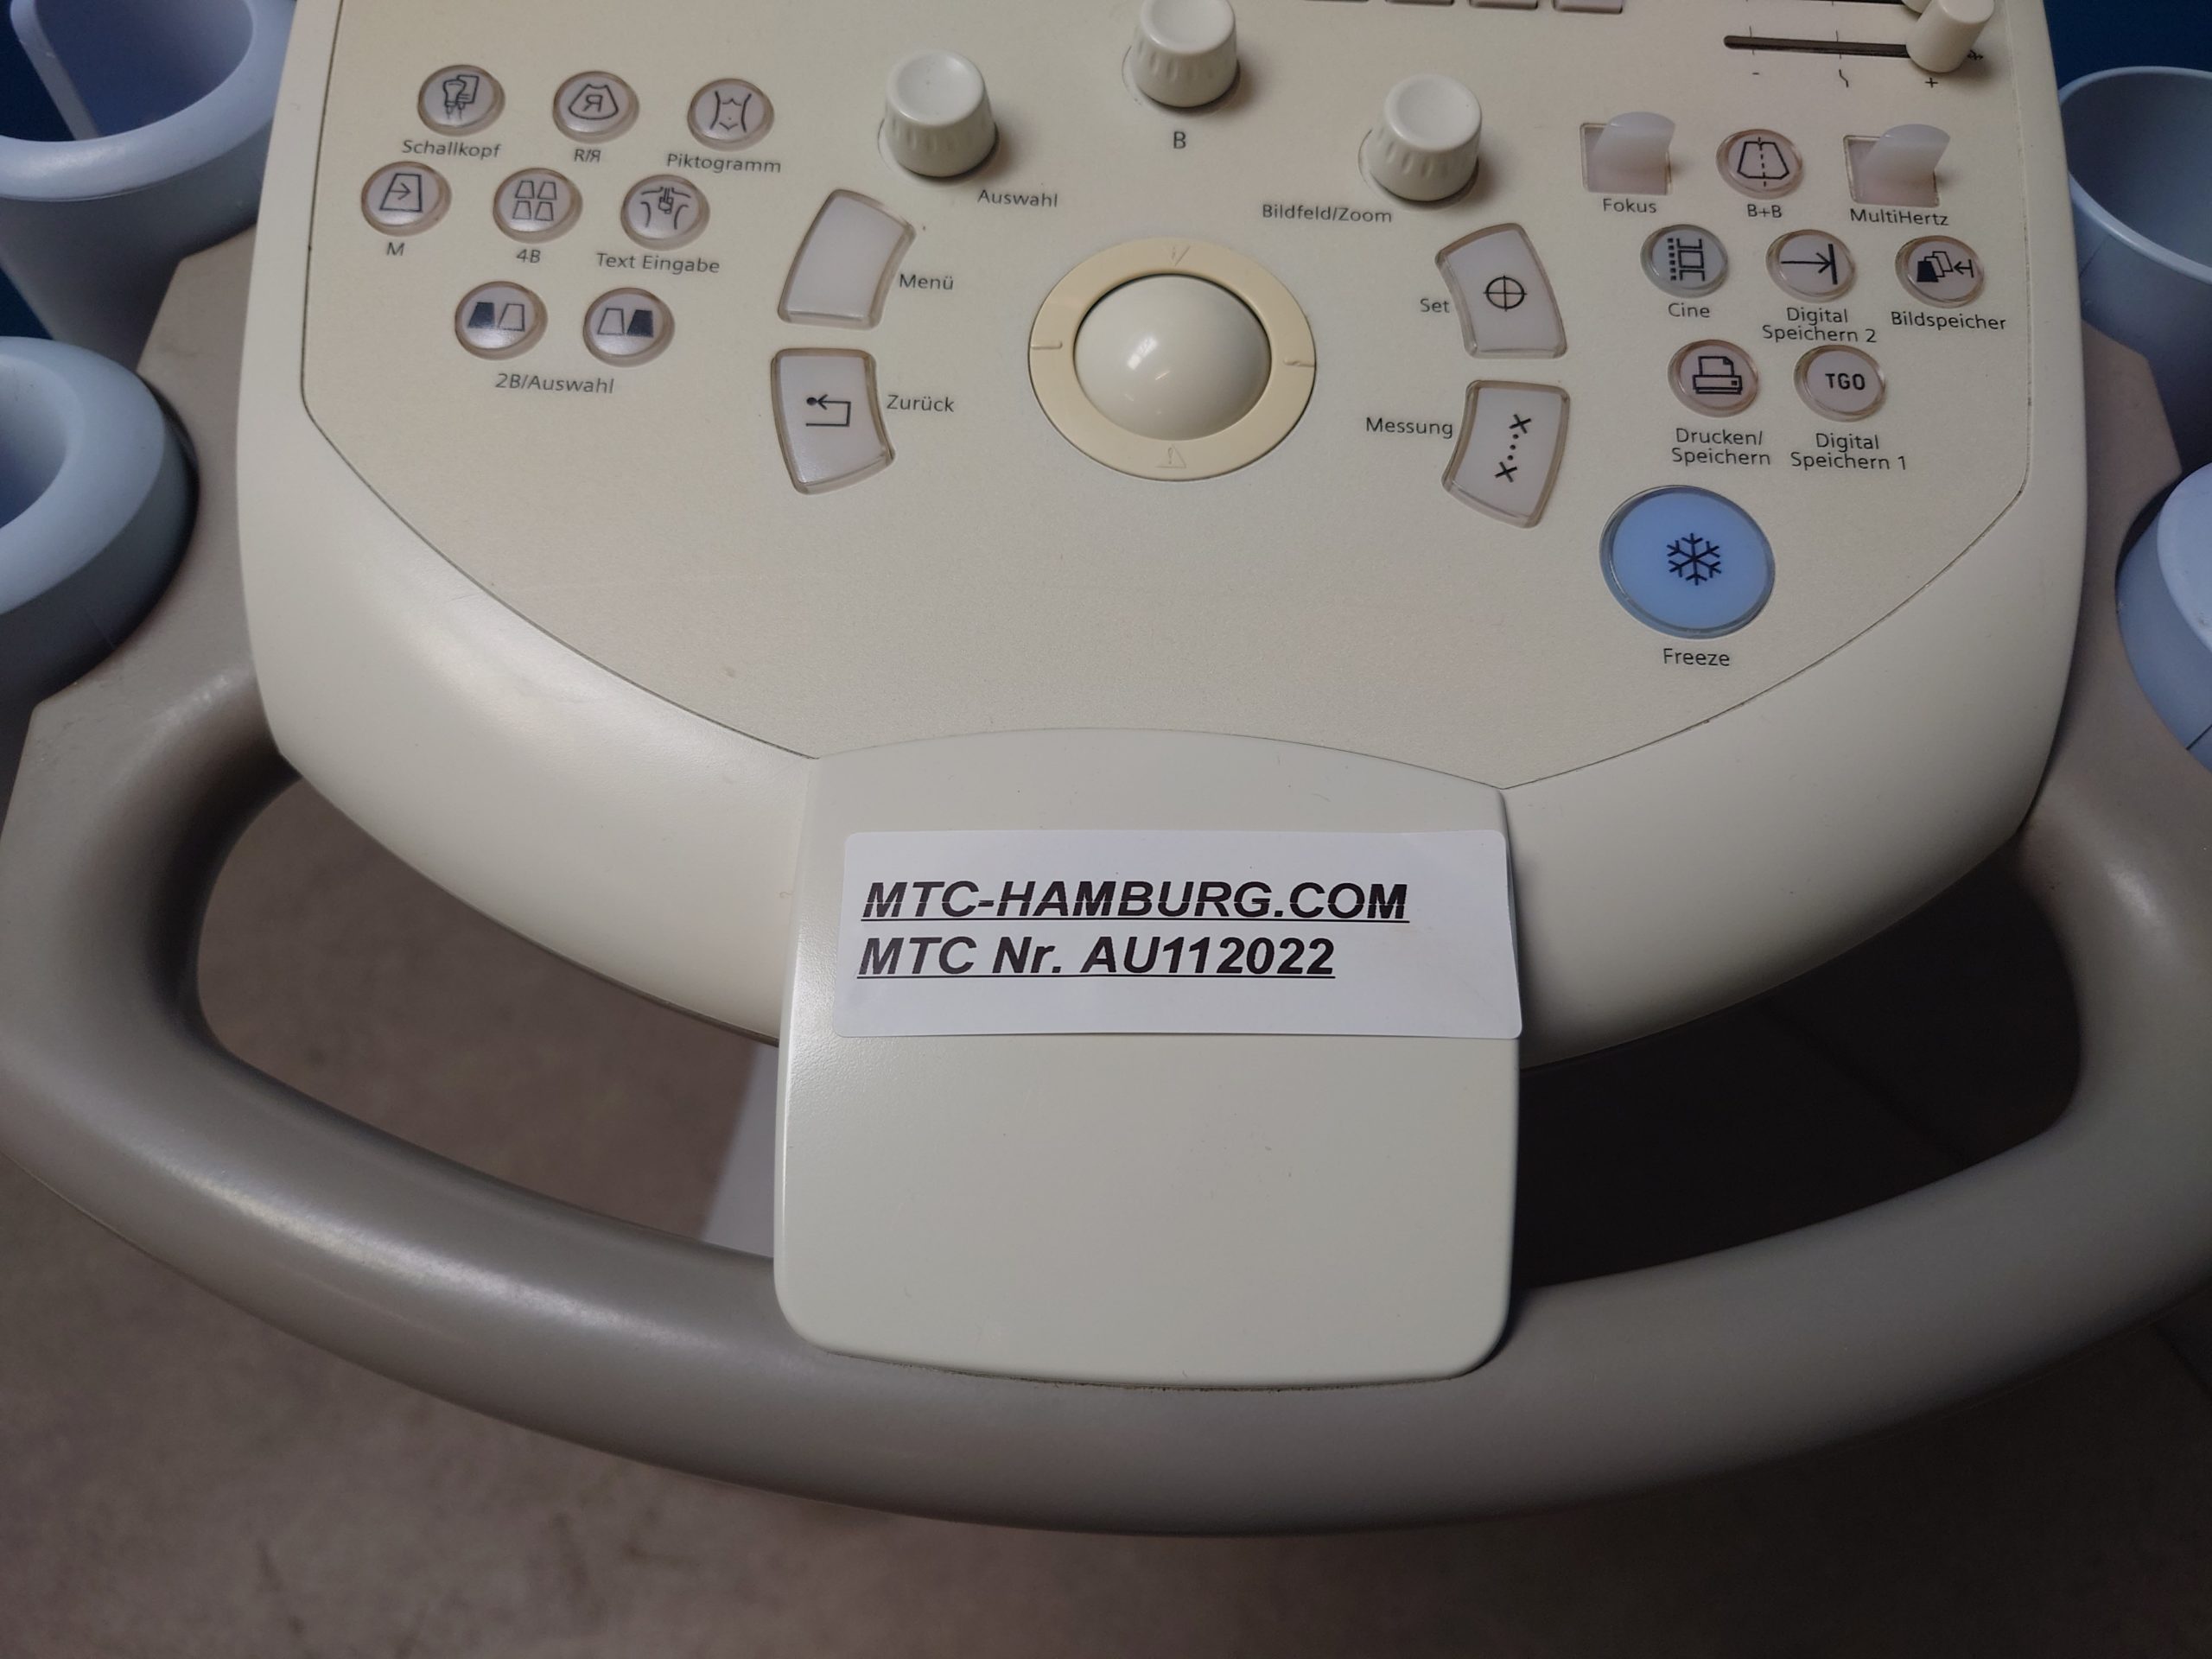 B
Schallkopf
R/Я
Piktogramm
Auswahl
Bildfeld/Zoom
- +
Fokus
B+B
MultiHertz
M
4B
Text Eingabe
Menü
Set
Cine
Digital
Speichern 2
Bildspeicher
2B/Auswahl
Zurück
Messung
TGO
Drucken/
Speichern
Digital
Speichern 1
Freeze
MTC-HAMBURG.COM
MTC Nr. AU112022